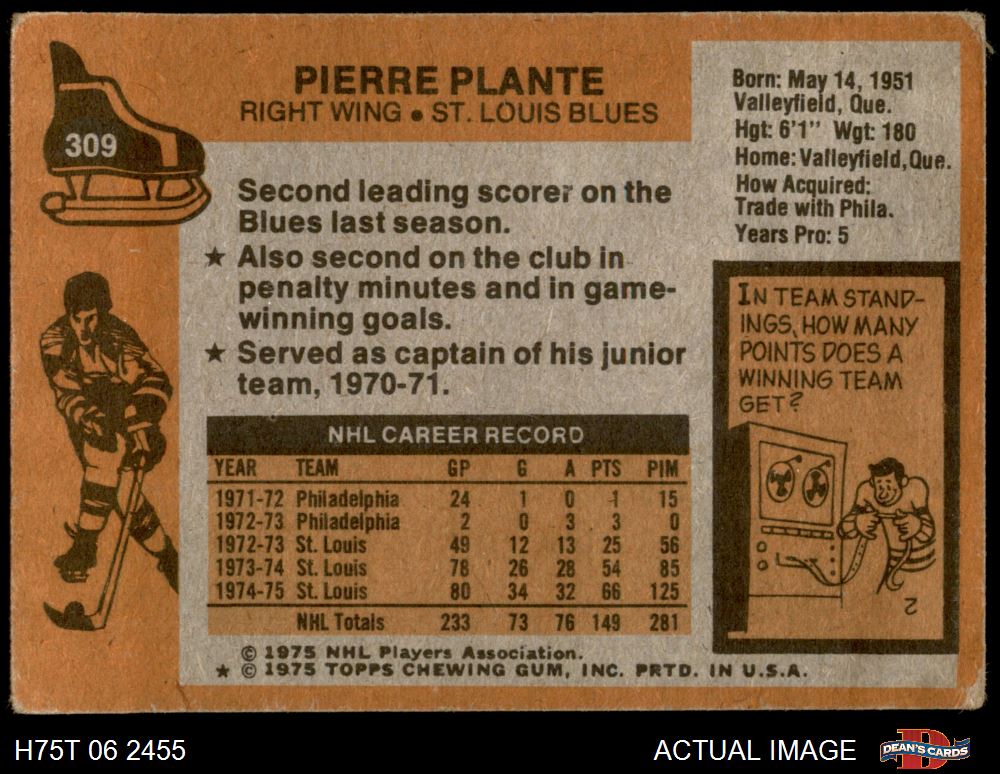 309
PIERRE PLANTE
RIGHT WING • ST. LOUIS BLUES
Second leading scorer on the
Blues last season.
★ Also second on the club in
penalty minutes and in game-
winning goals.
★ Served as captain of his junior
team, 1970-71.
NHL CAREER RECORD
YEAR TEAM GP G A PTS PIM
1971-72 Philadelphia 24 1 0 1 15
1972-73 Philadelphia 2 0 3 3 0
1972-73 St. Louis 49 12 13 25 56
1973-74 St. Louis 78 26 28 54 85
1974-75 St. Louis 80 34 32 66 125
NHL Totals 233 73 76 149 281
© 1975 NHL Players Association.
★ © 1975 TOPPS CHEWING GUM, INC. PRTD. IN U.S.A.
Born: May 14, 1951
Valleyfield, Que.
Hgt: 6'1" Wgt: 180
Home: Valleyfield, Que.
How Acquired:
Trade with Phila.
Years Pro: 5
IN TEAM STAND-
INGS, HOW MANY
POINTS DOES A
WINNING TEAM
GET?
2
H75T 06 2455
ACTUAL IMAGE
DEAN'S CARDS